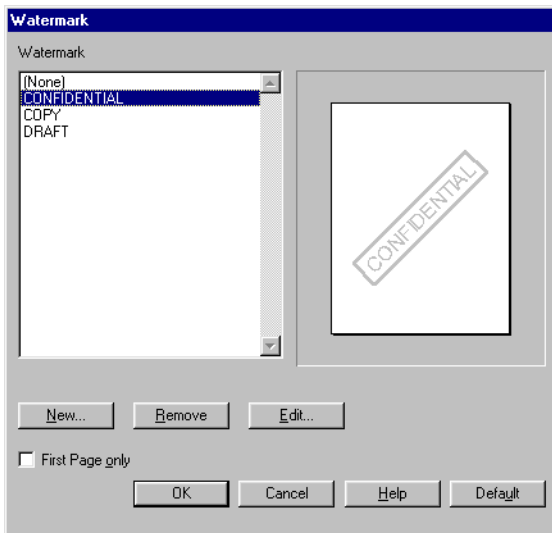 Watermark
Watermark
(None)
CONFIDENTIAL
COPY
DRAFT
CONFIDENTIAL
New...
Remove
Edit...
First Page only
OK
Cancel
Help
Default